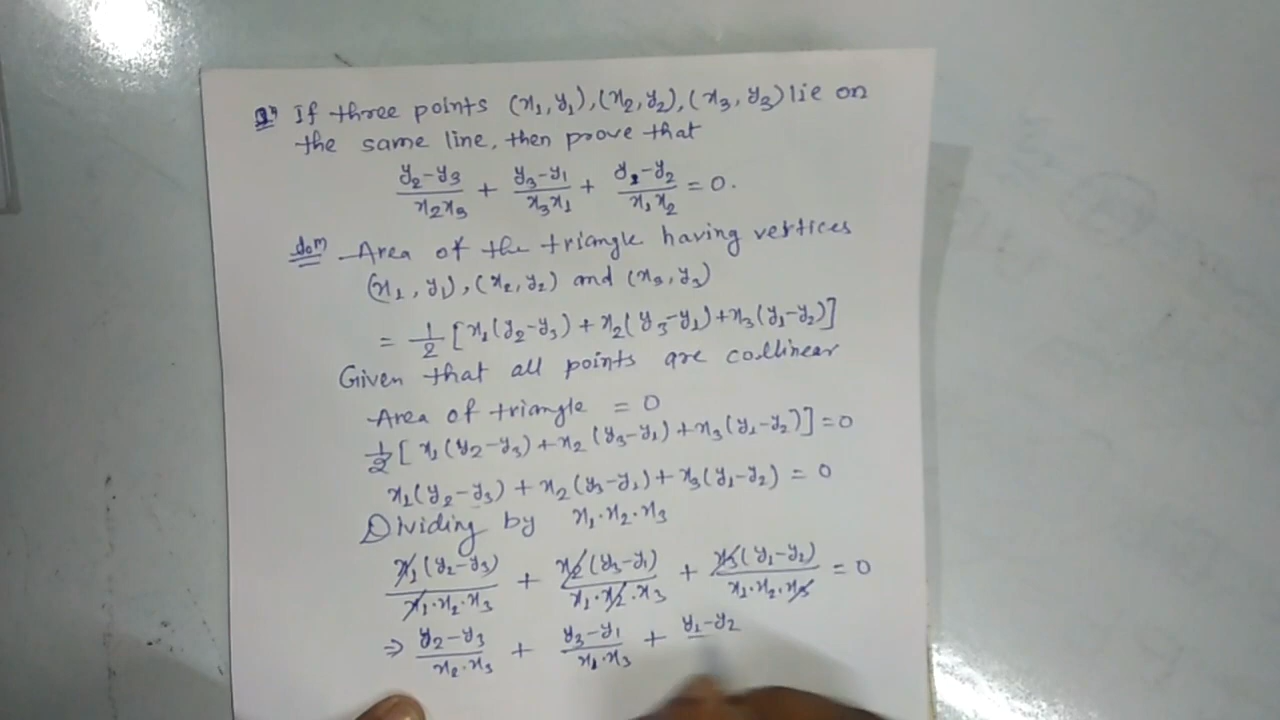 Q. If three points (x₁, y₁), (x₂, y₂), (x₃, y₃) lie on
the same line, then prove that
(y₂-y₃)/(x₂x₃) + (y₃-y₁)/(x₃x₁) + (y₁-y₂)/(x₁x₂) = 0.
Soln Area of the triangle having vertices
(x₁, y₁), (x₂, y₂) and (x₃, y₃)
= 1/2 [x₁(y₂-y₃) + x₂(y₃-y₁) + x₃(y₁-y₂)]
Given that all points are collinear
Area of triangle = 0
1/2 [x₁(y₂-y₃) + x₂(y₃-y₁) + x₃(y₁-y₂)] = 0
x₁(y₂-y₃) + x₂(y₃-y₁) + x₃(y₁-y₂) = 0
Dividing by x₁·x₂·x₃
x₁(y₂-y₃)/(x₁·x₂·x₃) + x₂(y₃-y₁)/(x₁·x₂·x₃) + x₃(y₁-y₂)/(x₁·x₂·x₃) = 0
⇒ (y₂-y₃)/(x₂·x₃) + (y₃-y₁)/(x₁·x₃) + y₁-y₂